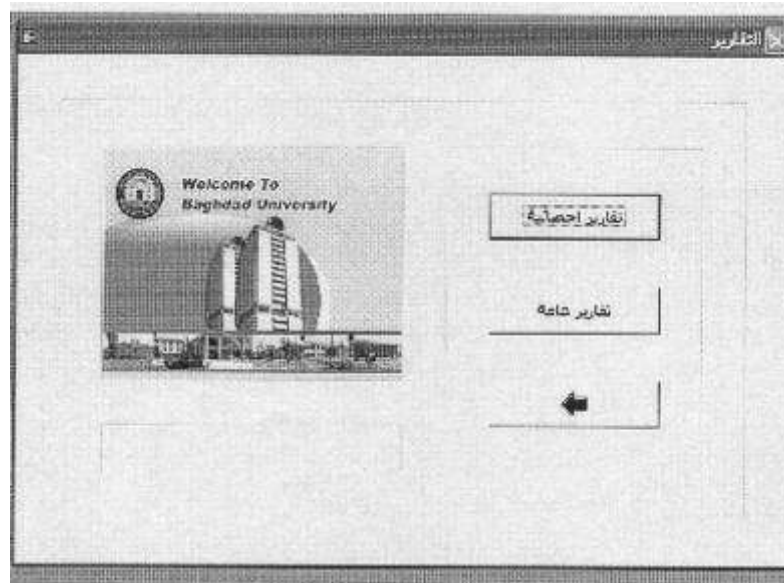 التقارير
Welcome To
Baghdad University
تقارير احصائية
تقارير عامة